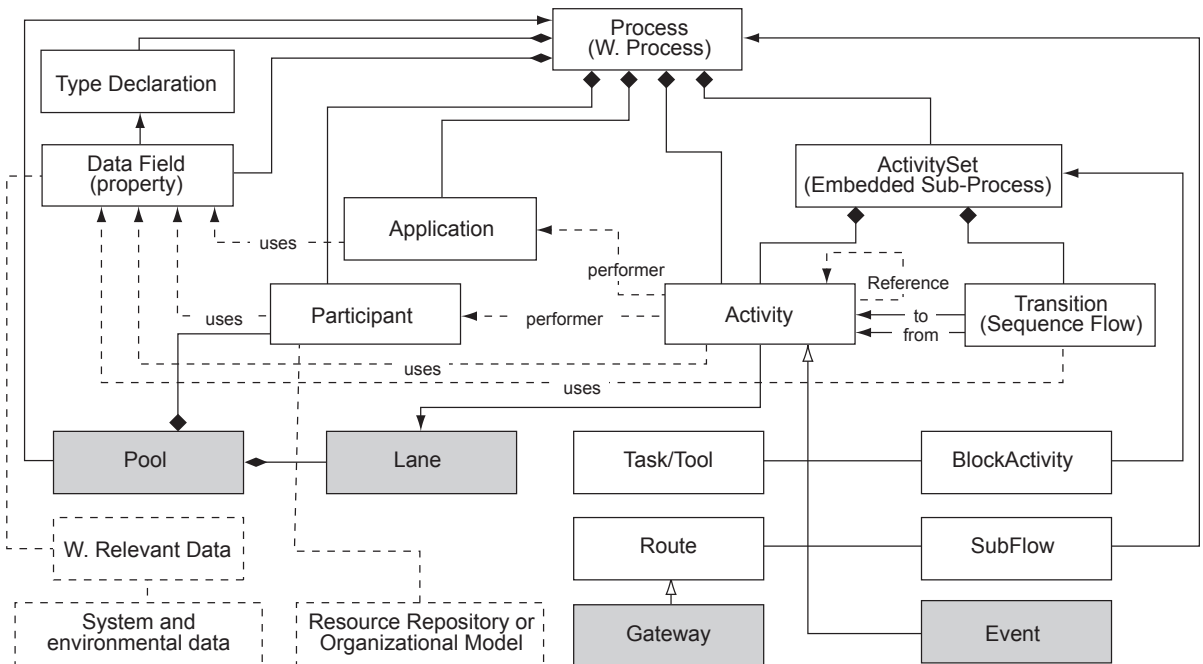 Process
(W. Process)
Type Declaration
Data Field
(property)
ActivitySet
(Embedded Sub-Process)
Application
uses
performer
Reference
Participant
uses
performer
Activity
to
from
Transition
(Sequence Flow)
uses
uses
Pool
Lane
Task/Tool
BlockActivity
W. Relevant Data
Route
SubFlow
System and
environmental data
Resource Repository or
Organizational Model
Gateway
Event